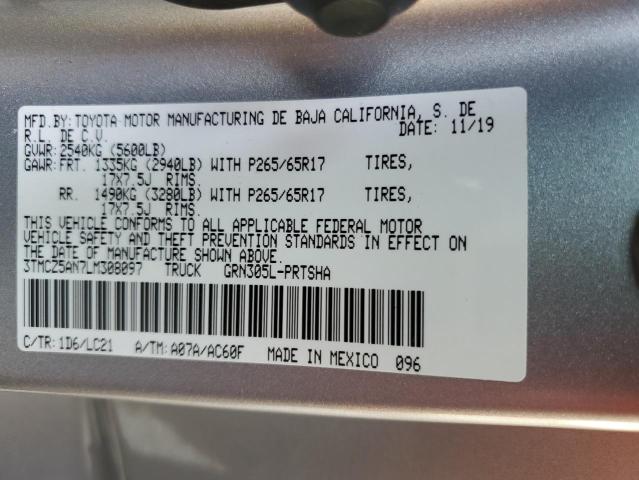 MFD.BY:TOYOTA MOTOR MANUFACTURING DE BAJA CALIFORNIA, S. DE
R.L. DE C.V. DATE: 11/19
GVWR:2540KG (5600LB)
GAWR:FRT. 1335KG (2940LB) WITH P265/65R17 TIRES,
17X7.5J RIMS.
RR. 1490KG (3280LB) WITH P265/65R17 TIRES,
17X7.5J RIMS.
THIS VEHICLE CONFORMS TO ALL APPLICABLE FEDERAL MOTOR
VEHICLE SAFETY AND THEFT PREVENTION STANDARDS IN EFFECT ON
THE DATE OF MANUFACTURE SHOWN ABOVE.
3TMCZ5AN7LM308097 TRUCK GRN305L-PRTSHA
C/TR:1D6/LC21 A/TM:A07A/AC60F MADE IN MEXICO 096